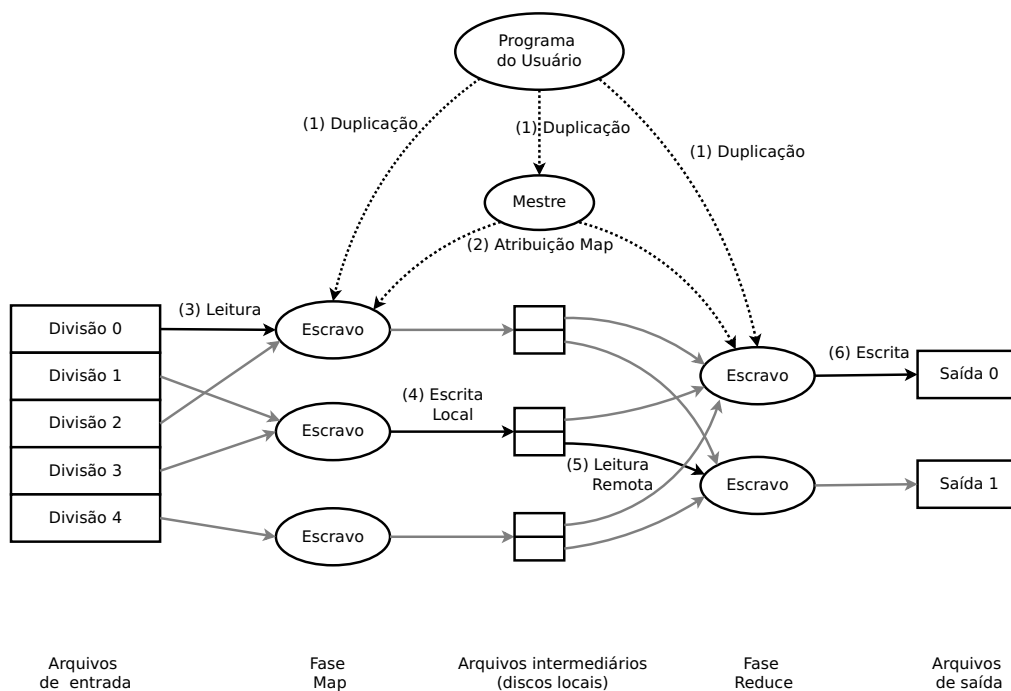 Programa
do Usuário
(1) Duplicação
(1) Duplicação
(1) Duplicação
Mestre
(2) Atribuição Map
(3) Leitura
Divisão 0
Divisão 1
Divisão 2
Divisão 3
Divisão 4
Escravo
Escravo
Escravo
(4) Escrita
Local
(5) Leitura
Remota
Escravo
Escravo
(6) Escrita
Saída 0
Saída 1
Arquivos
de entrada
Fase
Map
Arquivos intermediários
(discos locais)
Fase
Reduce
Arquivos
de saída